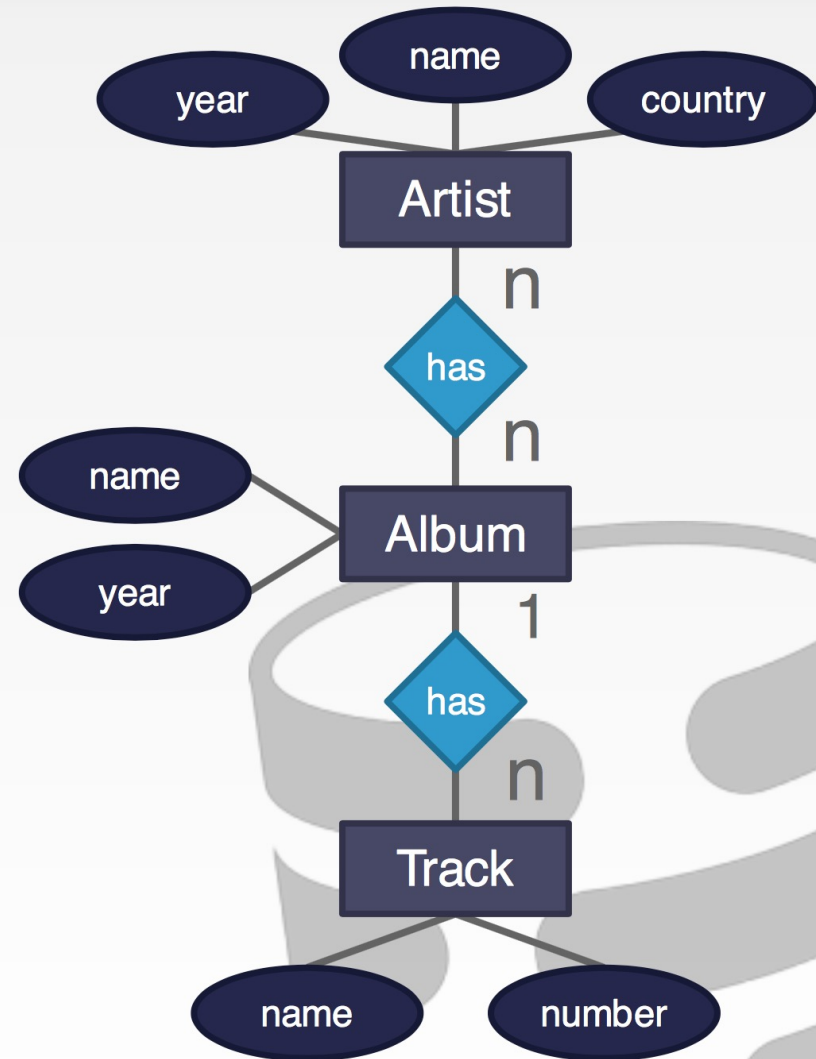 name
year
country
Artist
n
has
n
name
Album
year
1
has
n
Track
name
number